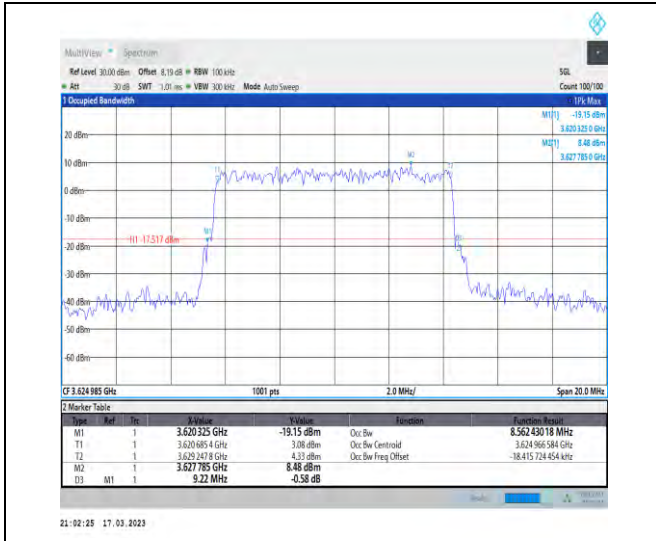 MultiView Spectrum
Ref Level 30.00 dBm Offset 8.19 dB RBW 100 kHz SGL
Att 30 dB SWT 1.01 ms VBW 300 kHz Mode Auto Sweep Count 100/100
1 Occupied Bandwidth 1Pk Max
M1[1] -19.15 dBm
3.620 325 0 GHz
M2[1] 8.48 dBm
3.627 785 0 GHz
20 dBm
10 dBm
M2
T1
T2
0 dBm
-10 dBm
M1
H1 -17.517 dBm
-20 dBm
-30 dBm
-40 dBm
-50 dBm
-60 dBm
CF 3.624 985 GHz 1001 pts 2.0 MHz/ Span 20.0 MHz
2 Marker Table
Type Ref Trc X-Value Y-Value Function Function Result
M1 1 3.620 325 GHz -19.15 dBm Occ Bw 8.562 430 18 MHz
T1 1 3.620 685 4 GHz 3.08 dBm Occ Bw Centroid 3.624 966 584 GHz
T2 1 3.629 247 8 GHz 4.33 dBm Occ Bw Freq Offset -18.415 724 454 kHz
M2 1 3.627 785 GHz 8.48 dBm
D3 M1 1 9.22 MHz -0.58 dB
21:02:25 17.03.2023